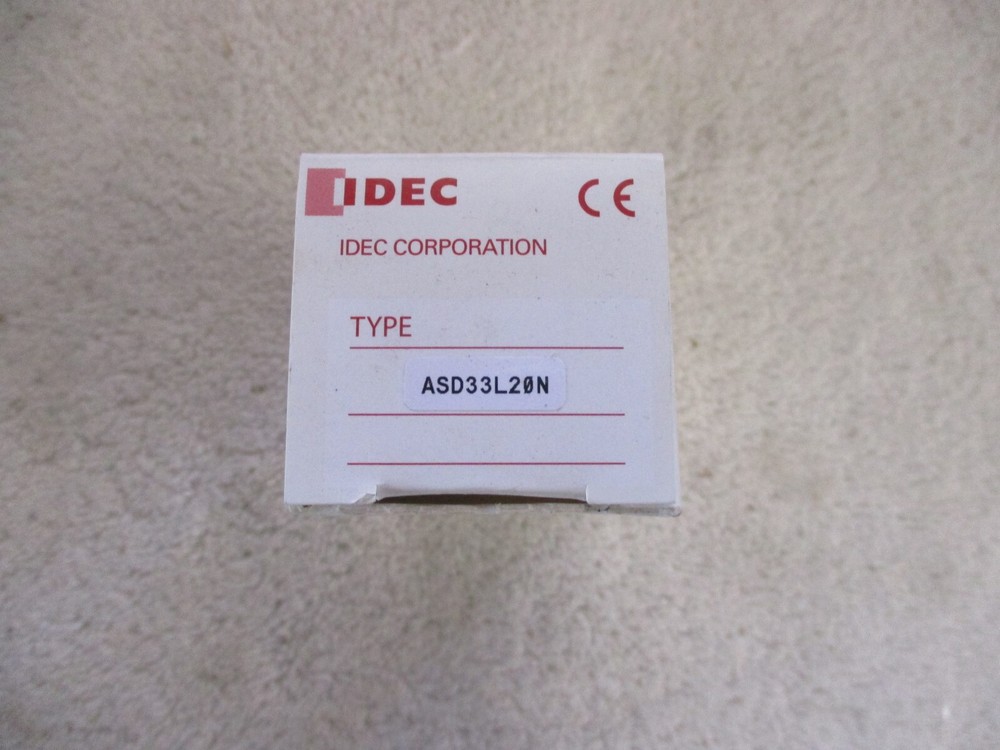 IDEC CE
IDEC CORPORATION
TYPE
ASD33L20N